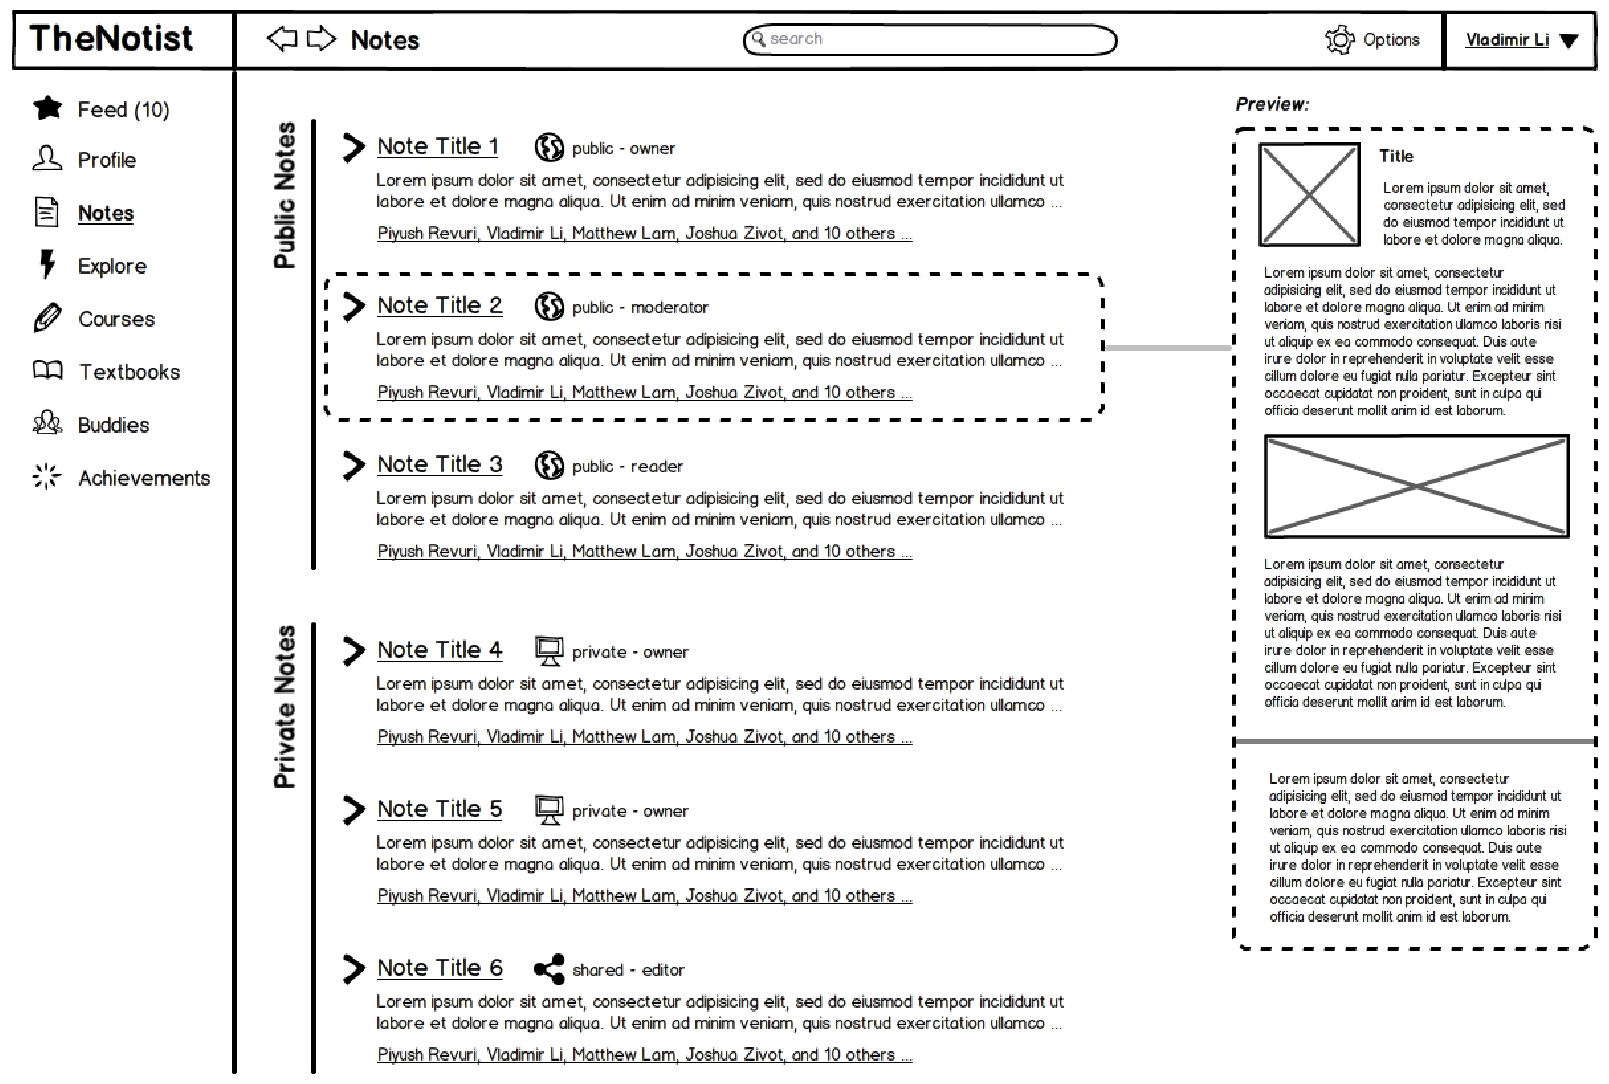 TheNotist
Notes
search
Options
Vladimir Li
Feed (10)
Profile
Notes
Explore
Courses
Textbooks
Buddies
Achievements
Public Notes
Note Title 1
public - owner
Lorem ipsum dolor sit amet, consectetur adipisicing elit, sed do eiusmod tempor incididunt ut
labore et dolore magna aliqua. Ut enim ad minim veniam, quis nostrud exercitation ullamco ...
Piyush Revuri, Vladimir Li, Matthew Lam, Joshua Zivot, and 10 others ...
Note Title 2
public - moderator
Lorem ipsum dolor sit amet, consectetur adipisicing elit, sed do eiusmod tempor incididunt ut
labore et dolore magna aliqua. Ut enim ad minim veniam, quis nostrud exercitation ullamco ...
Piyush Revuri, Vladimir Li, Matthew Lam, Joshua Zivot, and 10 others ...
Note Title 3
public - reader
Lorem ipsum dolor sit amet, consectetur adipisicing elit, sed do eiusmod tempor incididunt ut
labore et dolore magna aliqua. Ut enim ad minim veniam, quis nostrud exercitation ullamco ...
Piyush Revuri, Vladimir Li, Matthew Lam, Joshua Zivot, and 10 others ...
Private Notes
Note Title 4
private - owner
Lorem ipsum dolor sit amet, consectetur adipisicing elit, sed do eiusmod tempor incididunt ut
labore et dolore magna aliqua. Ut enim ad minim veniam, quis nostrud exercitation ullamco ...
Piyush Revuri, Vladimir Li, Matthew Lam, Joshua Zivot, and 10 others ...
Note Title 5
private - owner
Lorem ipsum dolor sit amet, consectetur adipisicing elit, sed do eiusmod tempor incididunt ut
labore et dolore magna aliqua. Ut enim ad minim veniam, quis nostrud exercitation ullamco ...
Piyush Revuri, Vladimir Li, Matthew Lam, Joshua Zivot, and 10 others ...
Note Title 6
shared - editor
Lorem ipsum dolor sit amet, consectetur adipisicing elit, sed do eiusmod tempor incididunt ut
labore et dolore magna aliqua. Ut enim ad minim veniam, quis nostrud exercitation ullamco ...
Piyush Revuri, Vladimir Li, Matthew Lam, Joshua Zivot, and 10 others ...
Preview:
Title
Lorem ipsum dolor sit amet,
consectetur adipisicing elit, sed
do eiusmod tempor incididunt ut
labore et dolore magna aliqua.
Lorem ipsum dolor sit amet, consectetur
adipisicing elit, sed do eiusmod tempor incididunt ut
labore et dolore magna aliqua. Ut enim ad minim
veniam, quis nostrud exercitation ullamco laboris nisi
ut aliquip ex ea commodo consequat. Duis aute
irure dolor in reprehenderit in voluptate velit esse
cillum dolore eu fugiat nulla pariatur. Excepteur sint
occaecat cupidatat non proident, sunt in culpa qui
officia deserunt mollit anim id est laborum.
Lorem ipsum dolor sit amet, consectetur
adipisicing elit, sed do eiusmod tempor incididunt ut
labore et dolore magna aliqua. Ut enim ad minim
veniam, quis nostrud exercitation ullamco laboris nisi
ut aliquip ex ea commodo consequat. Duis aute
irure dolor in reprehenderit in voluptate velit esse
cillum dolore eu fugiat nulla pariatur. Excepteur sint
occaecat cupidatat non proident, sunt in culpa qui
officia deserunt mollit anim id est laborum.
Lorem ipsum dolor sit amet, consectetur
adipisicing elit, sed do eiusmod tempor incididunt ut
labore et dolore magna aliqua. Ut enim ad minim
veniam, quis nostrud exercitation ullamco laboris nisi
ut aliquip ex ea commodo consequat. Duis aute
irure dolor in reprehenderit in voluptate velit esse
cillum dolore eu fugiat nulla pariatur. Excepteur sint
occaecat cupidatat non proident, sunt in culpa qui
officia deserunt mollit anim id est laborum.